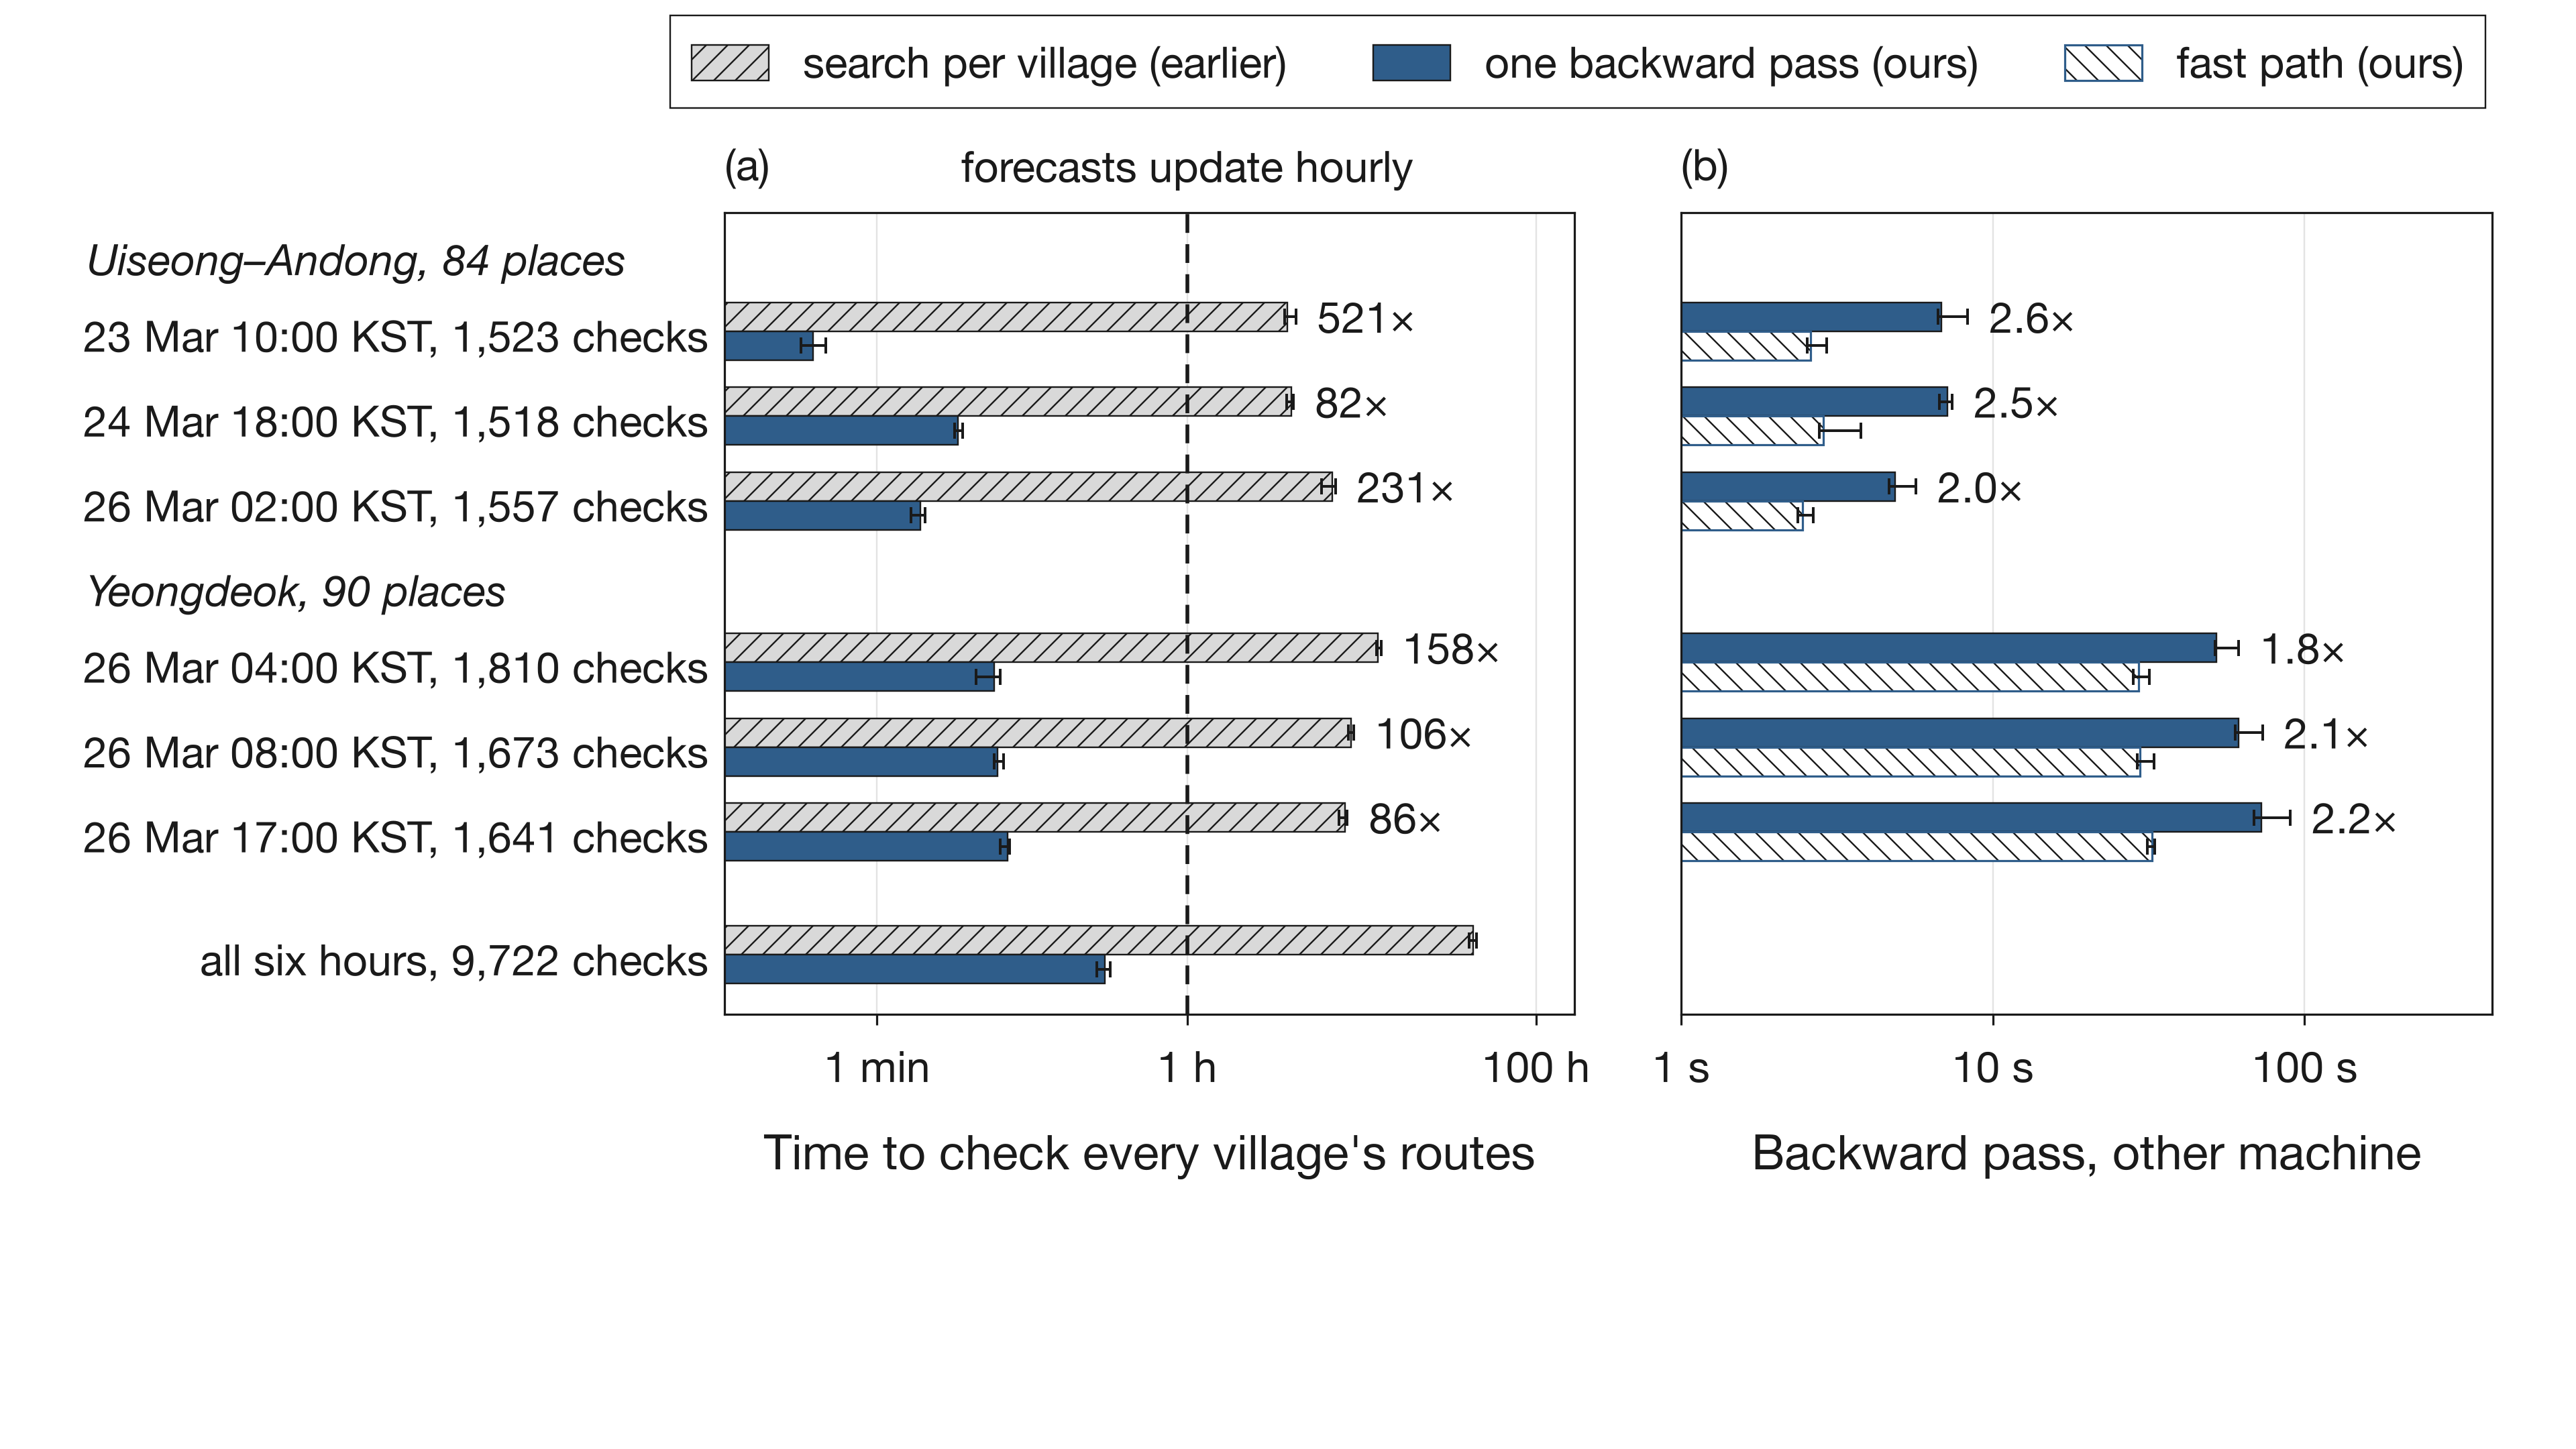 search per village (earlier)
one backward pass (ours)
fast path (ours)
(a)
forecasts update hourly
(b)
Uiseong–Andong, 84 places
23 Mar 10:00 KST, 1,523 checks
521×
2.6×
24 Mar 18:00 KST, 1,518 checks
82×
2.5×
26 Mar 02:00 KST, 1,557 checks
231×
2.0×
Yeongdeok, 90 places
26 Mar 04:00 KST, 1,810 checks
158×
1.8×
26 Mar 08:00 KST, 1,673 checks
106×
2.1×
26 Mar 17:00 KST, 1,641 checks
86×
2.2×
all six hours, 9,722 checks
1 min
1 h
100 h
1 s
10 s
100 s
Time to check every village's routes
Backward pass, other machine